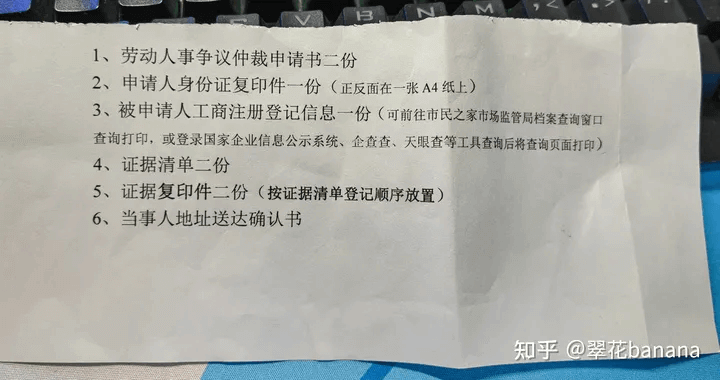 C V B N M
1、劳动人事争议仲裁申请书二份
2、申请人身份证复印件一份（正反面在一张 A4 纸上）
3、被申请人工商注册登记信息一份（可前往市民之家市场监管局档案查询窗口
查询打印，或登录国家企业信息公示系统、企查查、天眼查等工具查询后将查询页面打印）
4、证据清单二份
5、证据复印件二份（按证据清单登记顺序放置）
6、当事人地址送达确认书
知乎 @翠花banana